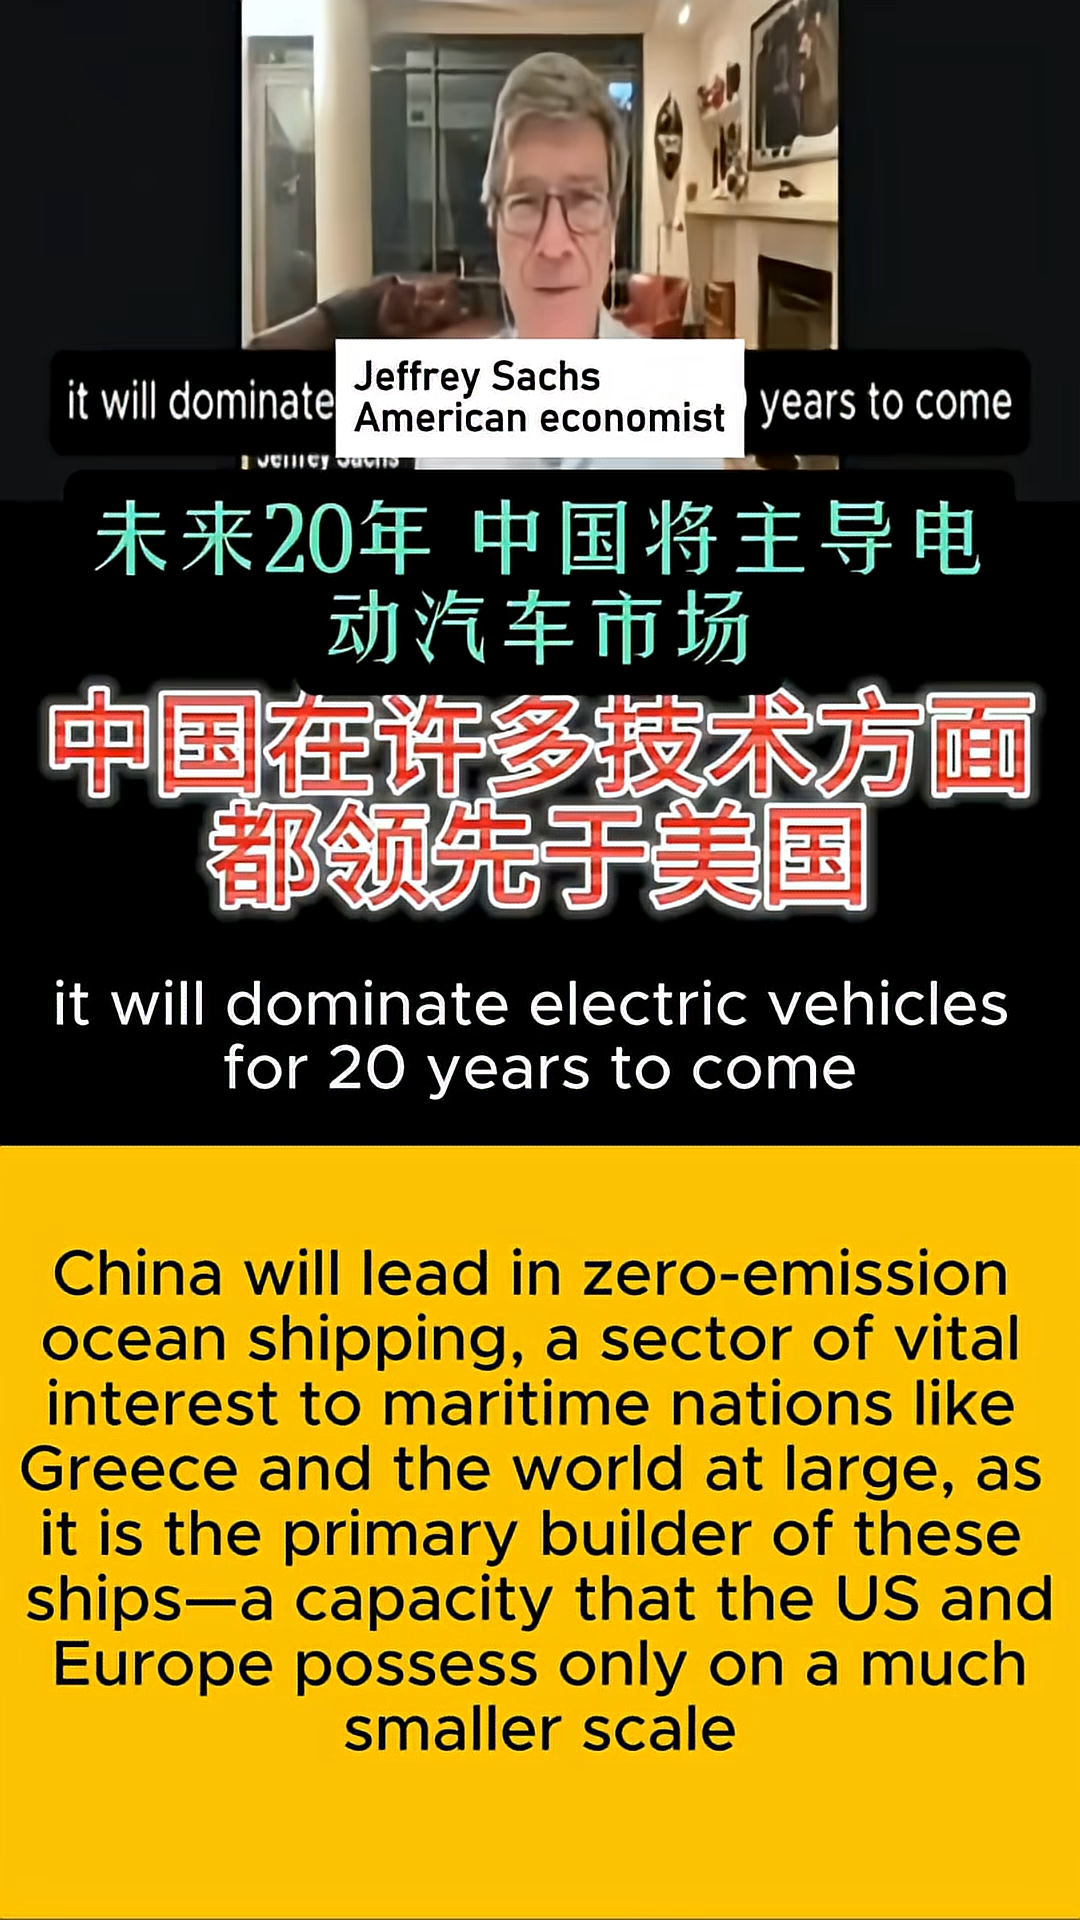 it will dominate
years to come
Jeffrey Sachs
American economist
Jeffrey Sachs
未来20年 中国将主导电
动汽车市场
中国在许多技术方面
都领先于美国
it will dominate electric vehicles
for 20 years to come
China will lead in zero-emission
ocean shipping, a sector of vital
interest to maritime nations like
Greece and the world at large, as
it is the primary builder of these
ships—a capacity that the US and
Europe possess only on a much
smaller scale